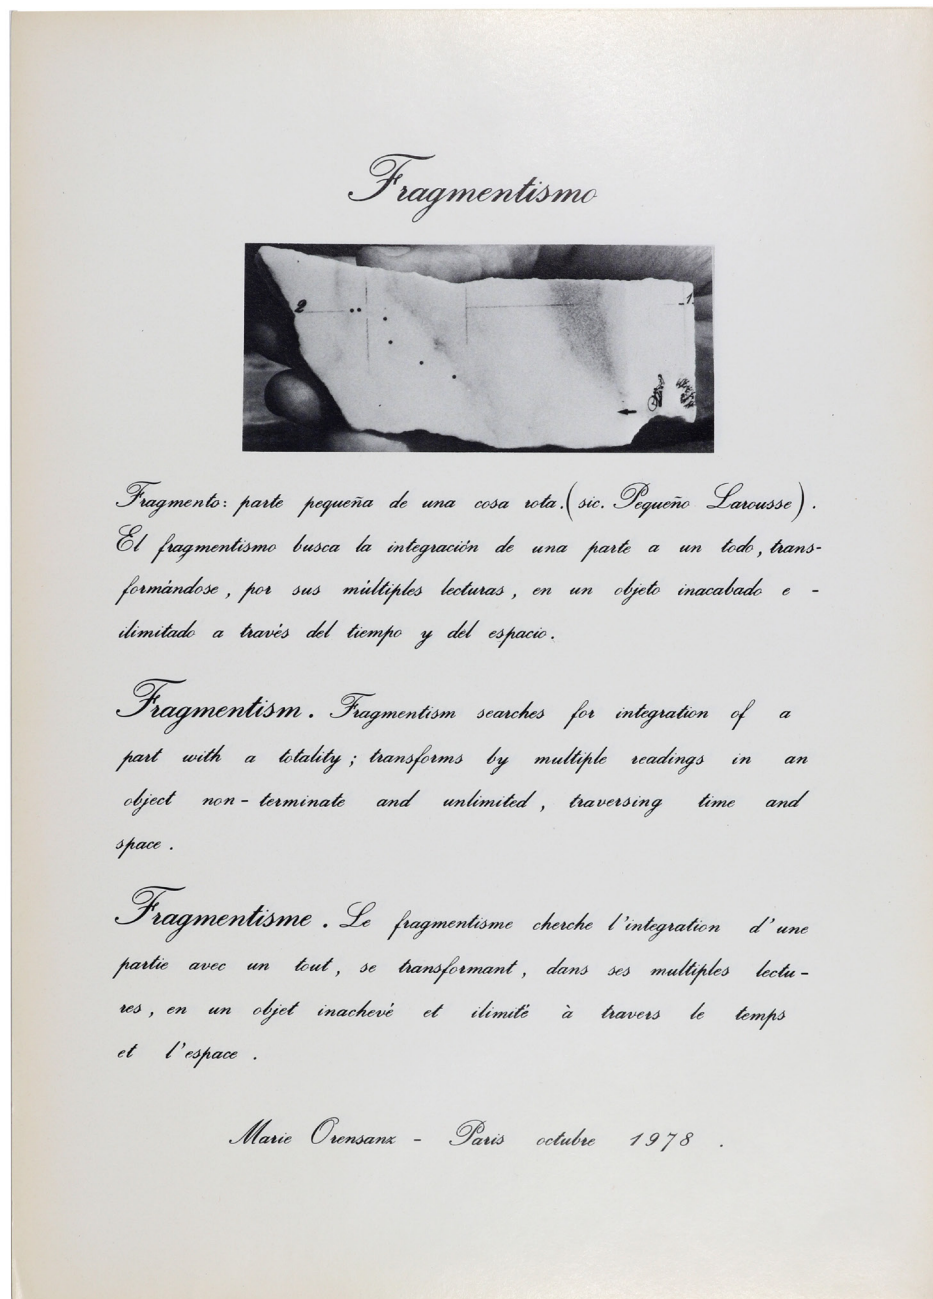 Fragmentismo
2
1.
Fragmento: parte pequeña de una cosa rota. (sic. Pequeño Larousse).
El fragmentismo busca la integración de una parte a un todo, trans-
formándose, por sus múltiples lecturas, en un objeto inacabado e -
ilimitado a través del tiempo y del espacio.
Fragmentism. Fragmentism searches for integration of a
part with a totality; transforms by multiple readings in an
object non-terminate and unlimited, traversing time and
space.
Fragmentisme. Le fragmentisme cherche l'integration d'une
partie avec un tout, se transformant, dans ses multiples lectu-
res, en un objet inachevé et ilimité à travers le temps
et l'espace.
Marie Orensanz - Paris octubre 1978.